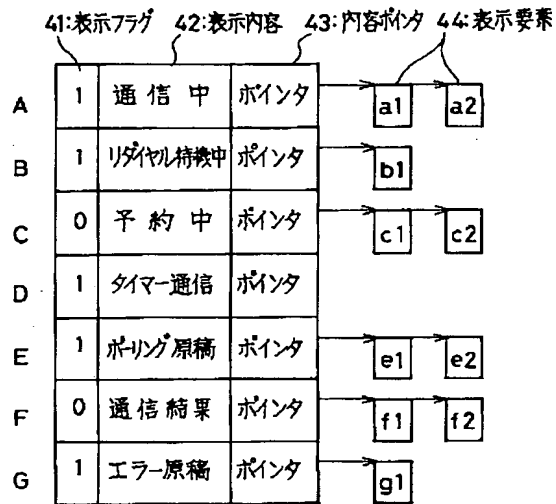 41:表示フラグ 42:表示内容 43:内容ポインタ 44:表示要素
A 1 通信中 ポインタ a1 a2
B 1 リダイヤル待機中 ポインタ b1
C 0 予約中 ポインタ c1 c2
D 1 タイマー通信 ポインタ
E 1 ポーリング原稿 ポインタ e1 e2
F 0 通信結果 ポインタ f1 f2
G 1 エラー原稿 ポインタ g1